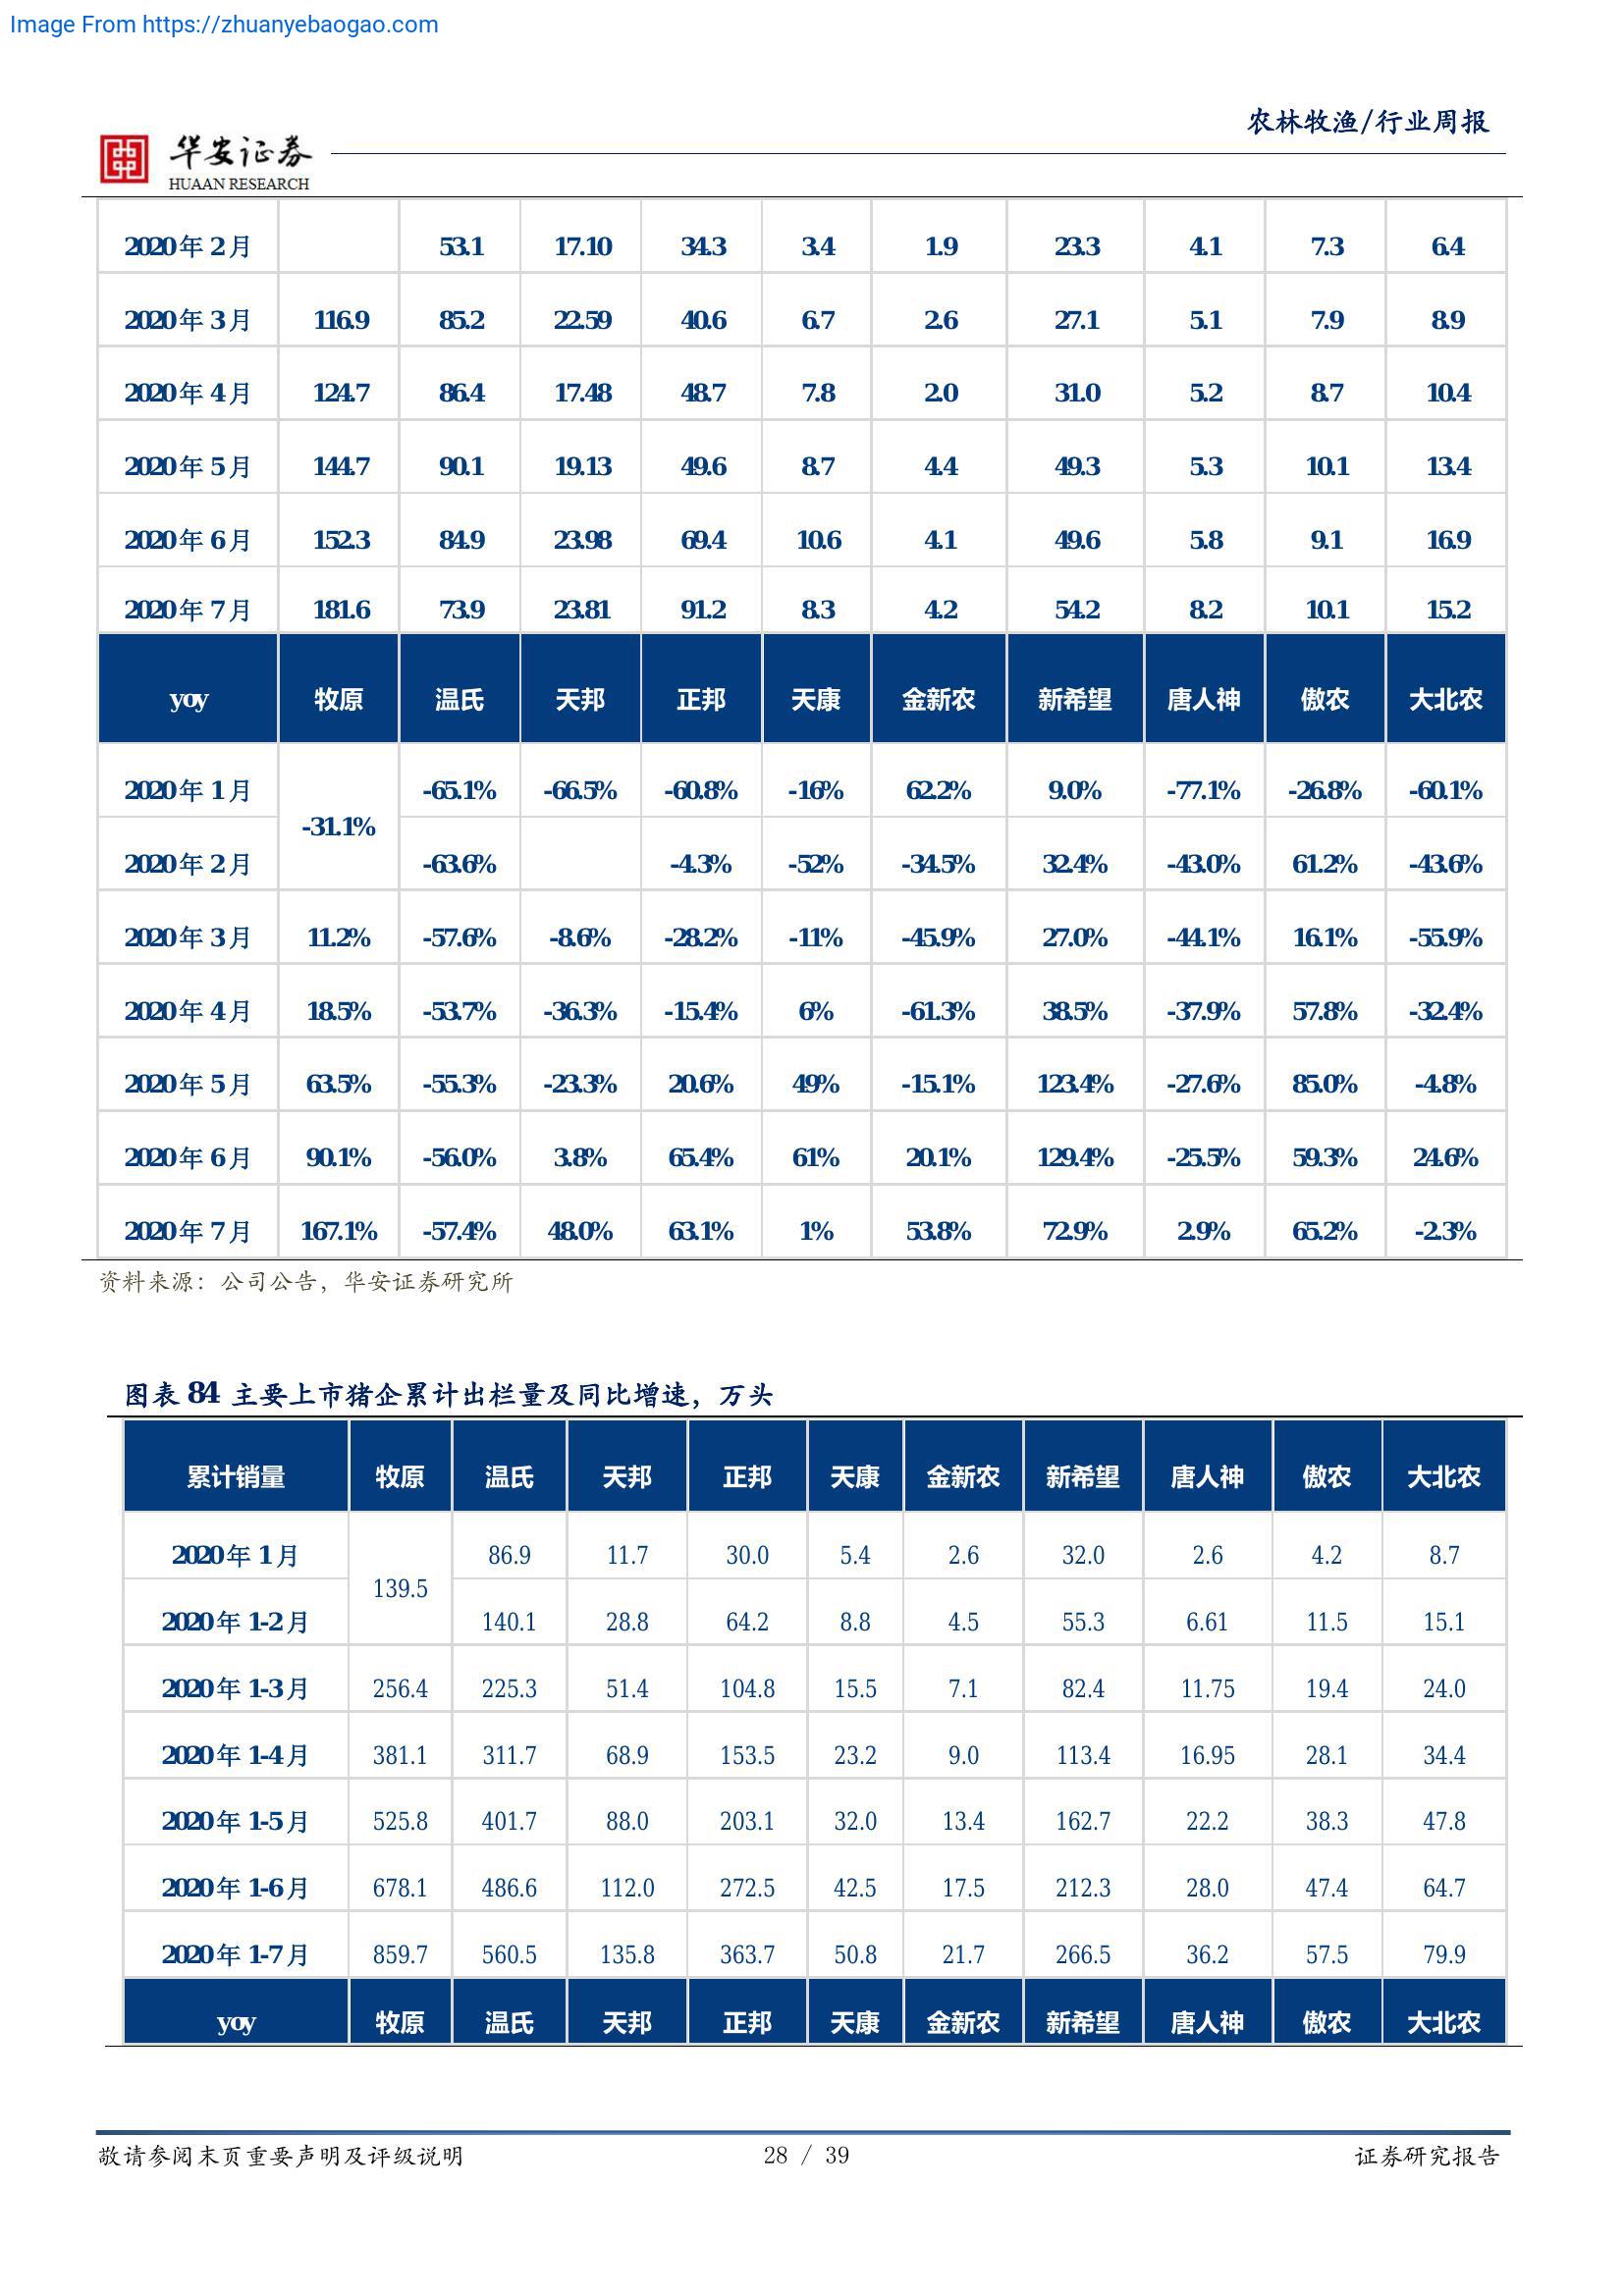 Image From https://zhuanyebaogao.com
农林牧渔/行业周报
华安证券
HUAAN RESEARCH
2020年2月 53.1 17.10 34.3 3.4 1.9 23.3 4.1 7.3 6.4
2020年3月 116.9 85.2 22.59 40.6 6.7 2.6 27.1 5.1 7.9 8.9
2020年4月 124.7 86.4 17.48 48.7 7.8 2.0 31.0 5.2 8.7 10.4
2020年5月 144.7 90.1 19.13 49.6 8.7 4.4 49.3 5.3 10.1 13.4
2020年6月 152.3 84.9 23.98 69.4 10.6 4.1 49.6 5.8 9.1 16.9
2020年7月 181.6 73.9 23.81 91.2 8.3 4.2 54.2 8.2 10.1 15.2
yoy 牧原 温氏 天邦 正邦 天康 金新农 新希望 唐人神 傲农 大北农
2020年1月 -65.1% -66.5% -60.8% -16% 62.2% 9.0% -77.1% -26.8% -60.1%
-31.1%
2020年2月 -63.6% -4.3% -52% -34.5% 32.4% -43.0% 61.2% -43.6%
2020年3月 11.2% -57.6% -8.6% -28.2% -11% -45.9% 27.0% -44.1% 16.1% -55.9%
2020年4月 18.5% -53.7% -36.3% -15.4% 6% -61.3% 38.5% -37.9% 57.8% -32.4%
2020年5月 63.5% -55.3% -23.3% 20.6% 49% -15.1% 123.4% -27.6% 85.0% -4.8%
2020年6月 90.1% -56.0% 3.8% 65.4% 61% 20.1% 129.4% -25.5% 59.3% 24.6%
2020年7月 167.1% -57.4% 48.0% 63.1% 1% 53.8% 72.9% 2.9% 65.2% -2.3%
资料来源：公司公告，华安证券研究所
图表 84 主要上市猪企累计出栏量及同比增速，万头
累计销量 牧原 温氏 天邦 正邦 天康 金新农 新希望 唐人神 傲农 大北农
2020年1月 86.9 11.7 30.0 5.4 2.6 32.0 2.6 4.2 8.7
139.5
2020年1-2月 140.1 28.8 64.2 8.8 4.5 55.3 6.61 11.5 15.1
2020年1-3月 256.4 225.3 51.4 104.8 15.5 7.1 82.4 11.75 19.4 24.0
2020年1-4月 381.1 311.7 68.9 153.5 23.2 9.0 113.4 16.95 28.1 34.4
2020年1-5月 525.8 401.7 88.0 203.1 32.0 13.4 162.7 22.2 38.3 47.8
2020年1-6月 678.1 486.6 112.0 272.5 42.5 17.5 212.3 28.0 47.4 64.7
2020年1-7月 859.7 560.5 135.8 363.7 50.8 21.7 266.5 36.2 57.5 79.9
yoy 牧原 温氏 天邦 正邦 天康 金新农 新希望 唐人神 傲农 大北农
敬请参阅末页重要声明及评级说明 28 / 39 证券研究报告